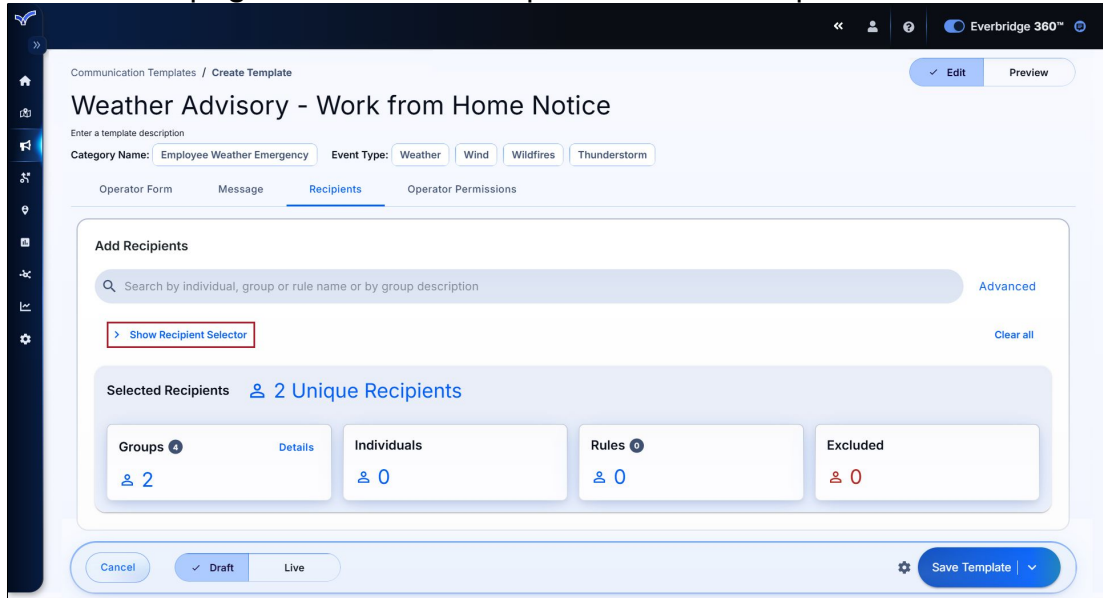 « Everbridge 360™
»
Communication Templates / Create Template
Edit Preview
Weather Advisory - Work from Home Notice
Enter a template description
Category Name: Employee Weather Emergency Event Type: Weather Wind Wildfires Thunderstorm
Operator Form Message Recipients Operator Permissions
Add Recipients
Search by individual, group or rule name or by group description Advanced
Show Recipient Selector Clear all
Selected Recipients 2 Unique Recipients
Groups 4 Details Individuals Rules 0 Excluded
2 0 0 0
Cancel Draft Live Save Template